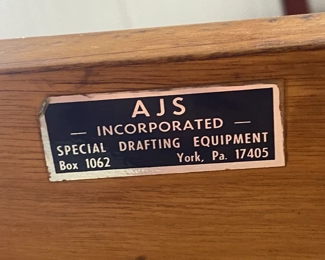 AJS
— INCORPORATED —
SPECIAL DRAFTING EQUIPMENT
Box 1062 York, Pa. 17405